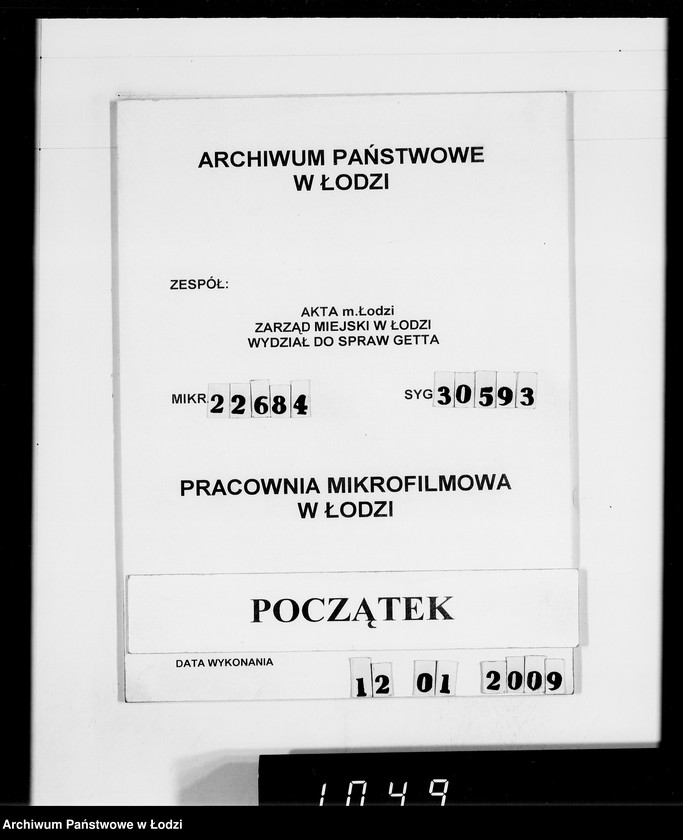 ARCHIWUM PAŃSTWOWE
W ŁODZI
ZESPÓŁ:
AKTA m.Łodzi
ZARZĄD MIEJSKI W ŁODZI
WYDZIAŁ DO SPRAW GETTA
MIKR. 22684 SYG 30593
PRACOWNIA MIKROFILMOWA
W ŁODZI
POCZĄTEK
DATA WYKONANIA 12 01 2009
1049
Archiwum Państwowe w Łodzi